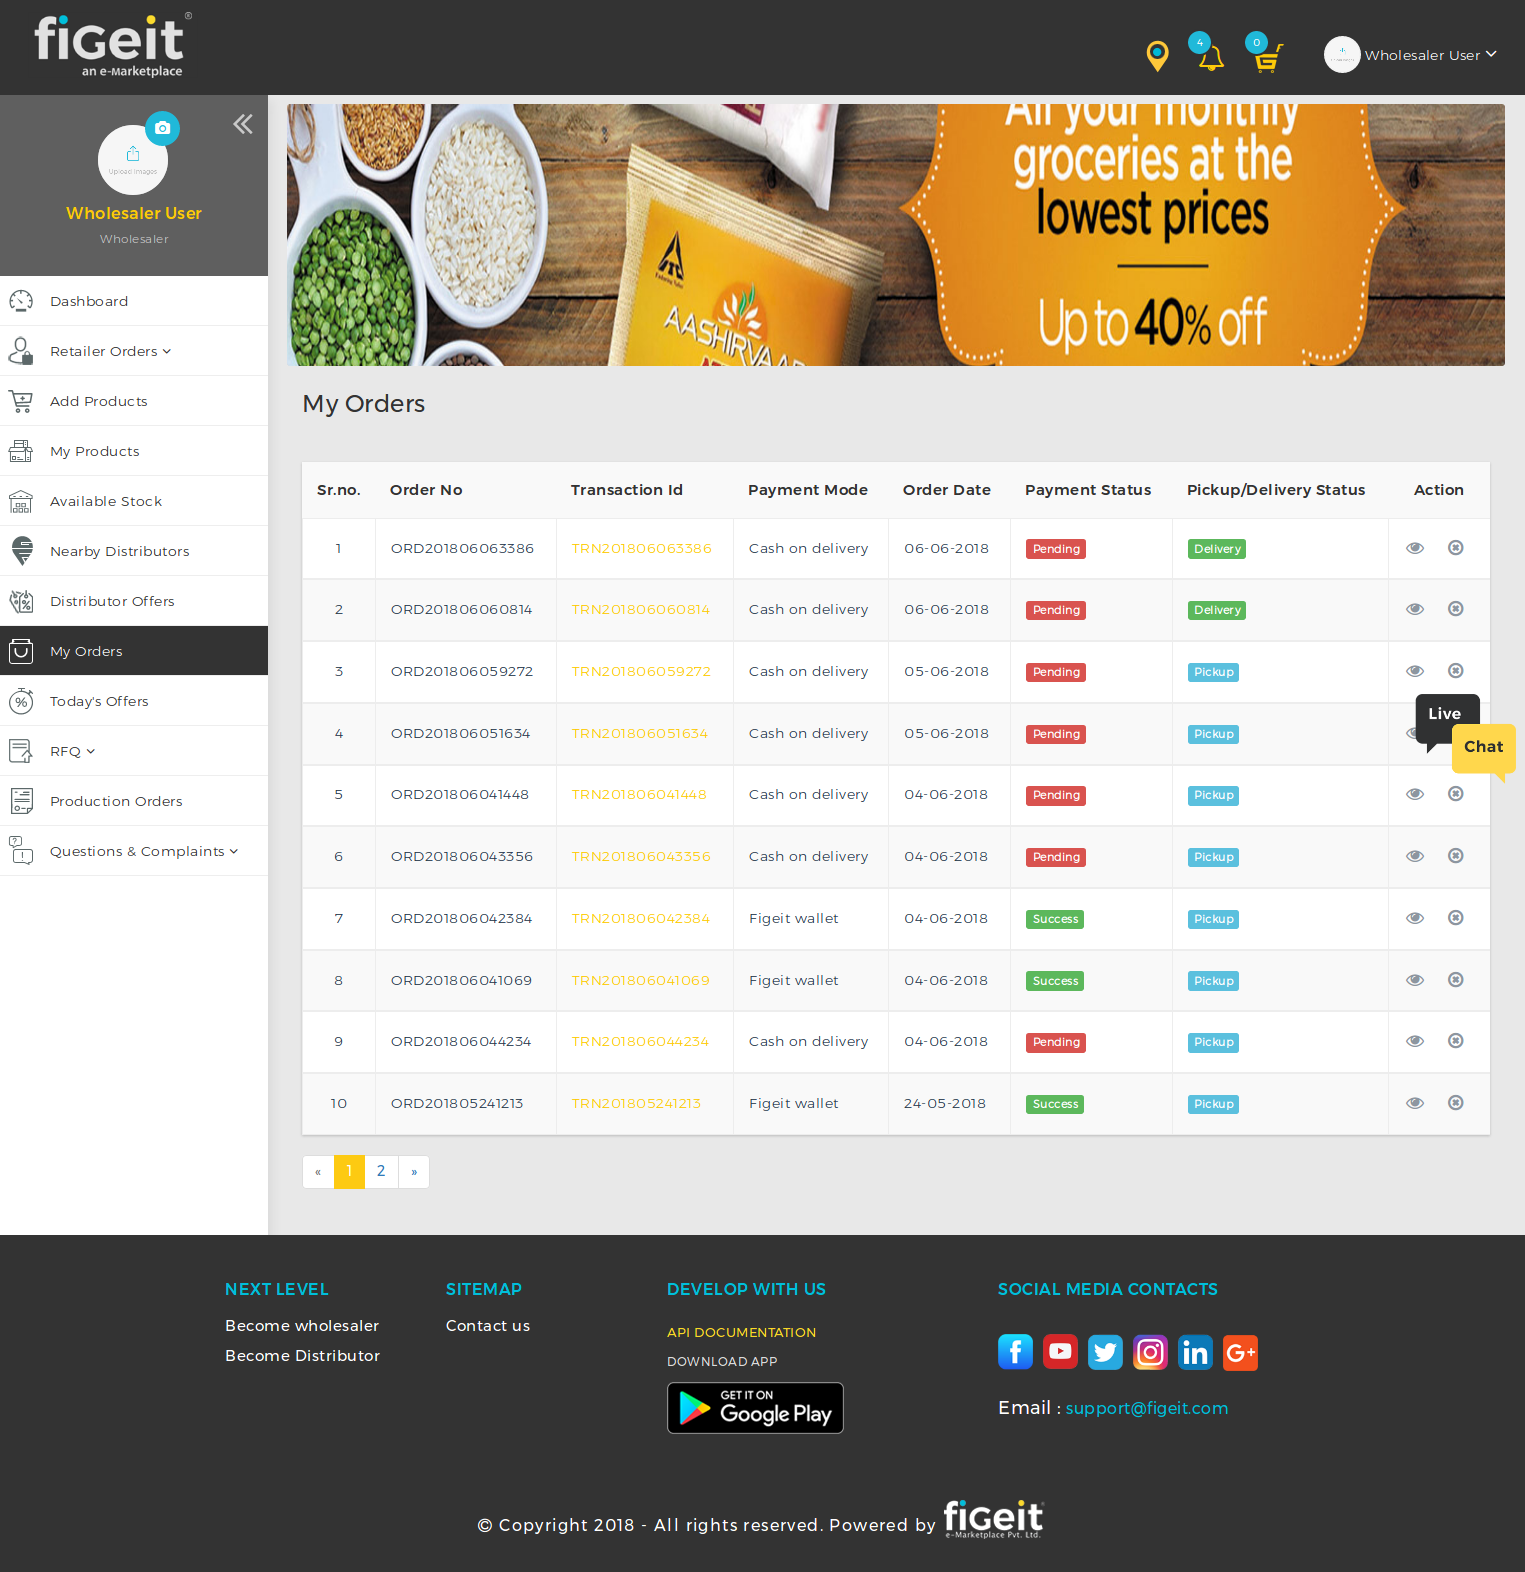 figeit®
an e-marketplace
4
0
Wholesaler User
Upload Images
Wholesaler User
Wholesaler
All your monthly
groceries at the
lowest prices
Up to 40% off
AASHIRVAAD
Dashboard
Retailer Orders
Add Products
My Products
Available Stock
Nearby Distributors
Distributor Offers
My Orders
Today's Offers
RFQ
Production Orders
Questions & Complaints
My Orders
Sr.no. Order No Transaction Id Payment Mode Order Date Payment Status Pickup/Delivery Status Action
1 ORD201806063386 TRN201806063386 Cash on delivery 06-06-2018 Pending Delivery
2 ORD201806060814 TRN201806060814 Cash on delivery 06-06-2018 Pending Delivery
3 ORD201806059272 TRN201806059272 Cash on delivery 05-06-2018 Pending Pickup
4 ORD201806051634 TRN201806051634 Cash on delivery 05-06-2018 Pending Pickup
5 ORD201806041448 TRN201806041448 Cash on delivery 04-06-2018 Pending Pickup
6 ORD201806043356 TRN201806043356 Cash on delivery 04-06-2018 Pending Pickup
7 ORD201806042384 TRN201806042384 Figeit wallet 04-06-2018 Success Pickup
8 ORD201806041069 TRN201806041069 Figeit wallet 04-06-2018 Success Pickup
9 ORD201806044234 TRN201806044234 Cash on delivery 04-06-2018 Pending Pickup
10 ORD201805241213 TRN201805241213 Figeit wallet 24-05-2018 Success Pickup
Live
Chat
« 1 2 »
NEXT LEVEL
Become wholesaler
Become Distributor
SITEMAP
Contact us
DEVELOP WITH US
API DOCUMENTATION
DOWNLOAD APP
GET IT ON
Google Play
SOCIAL MEDIA CONTACTS
Email : support@figeit.com
© Copyright 2018 - All rights reserved. Powered by figeit
e-Marketplace Pvt. Ltd.